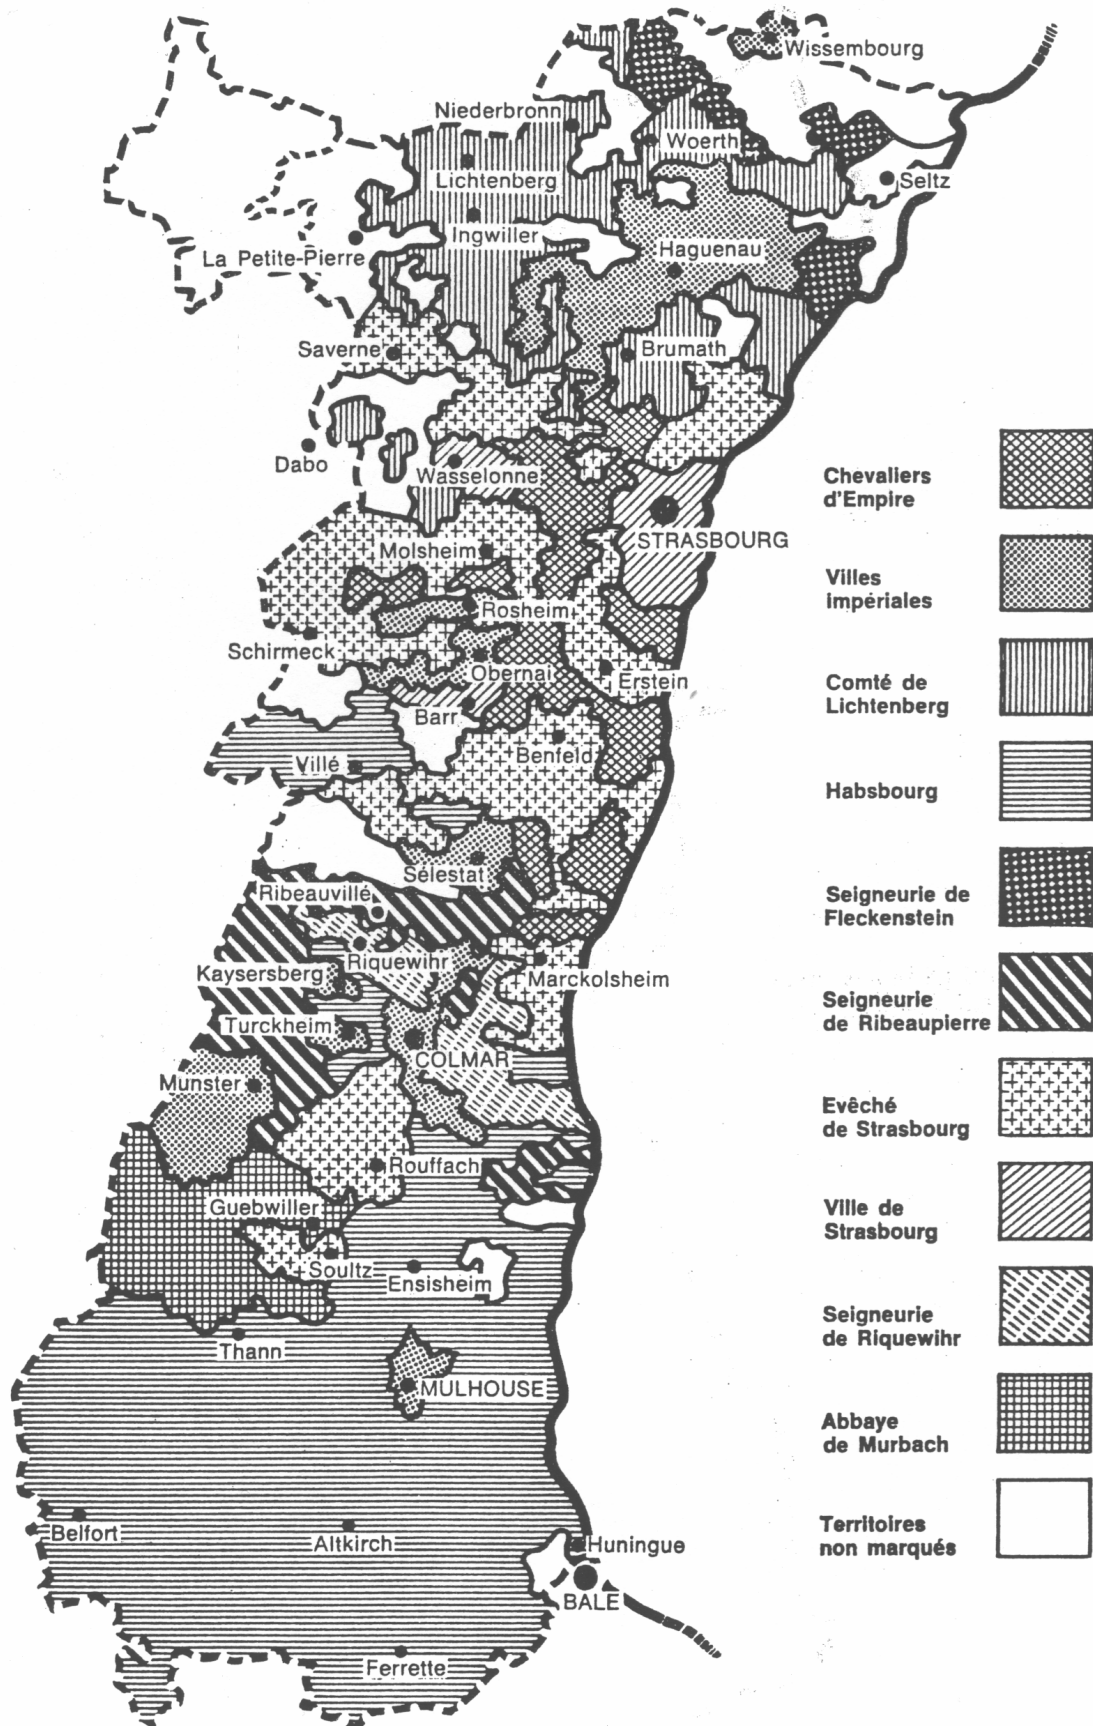 Wissembourg
Niederbronn
Woerth
Lichtenberg
Seltz
Ingwiller
La Petite-Pierre
Haguenau
Saverne
Brumath
Dabo
Wasselonne
STRASBOURG
Molsheim
Rosheim
Schirmeck
Obernai
Erstein
Barr
Benfeld
Villé
Sélestat
Ribeauvillé
Riquewihr
Kaysersberg
Marckolsheim
Turckheim
COLMAR
Munster
Rouffach
Guebwiller
Soultz
Ensisheim
Thann
MULHOUSE
Belfort
Altkirch
Huningue
BALE
Ferrette
Chevaliers
d'Empire
Villes
impériales
Comté de
Lichtenberg
Habsbourg
Seigneurie de
Fleckenstein
Seigneurie
de Ribeaupierre
Evêché
de Strasbourg
Ville de
Strasbourg
Seigneurie
de Riquewihr
Abbaye
de Murbach
Territoires
non marqués